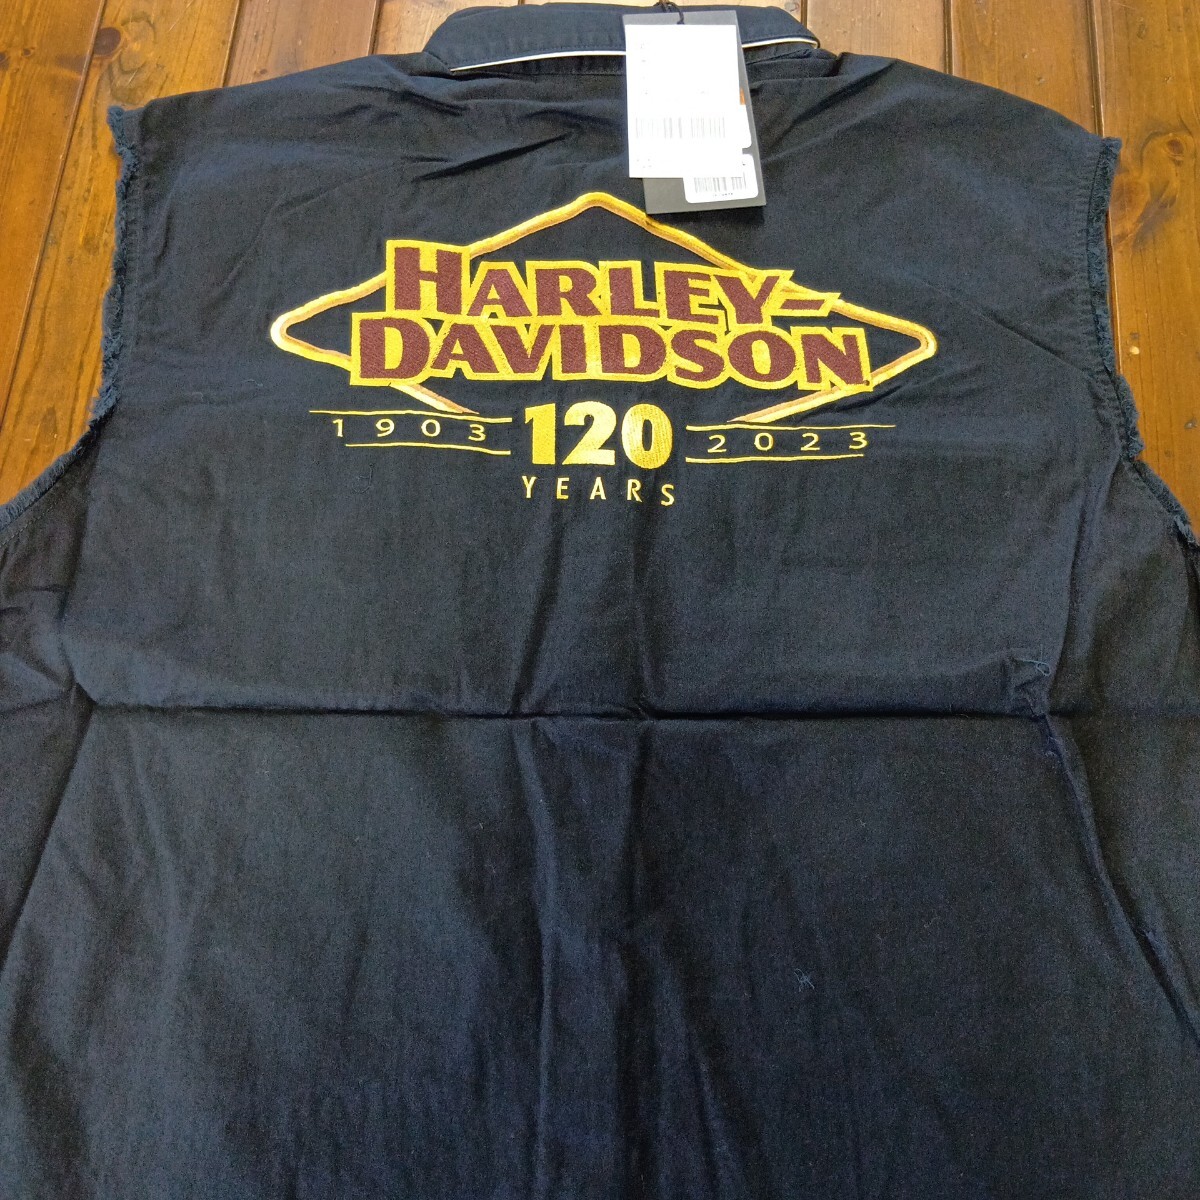 HARLEY-
DAVIDSON
1903 120 2023
YEARS